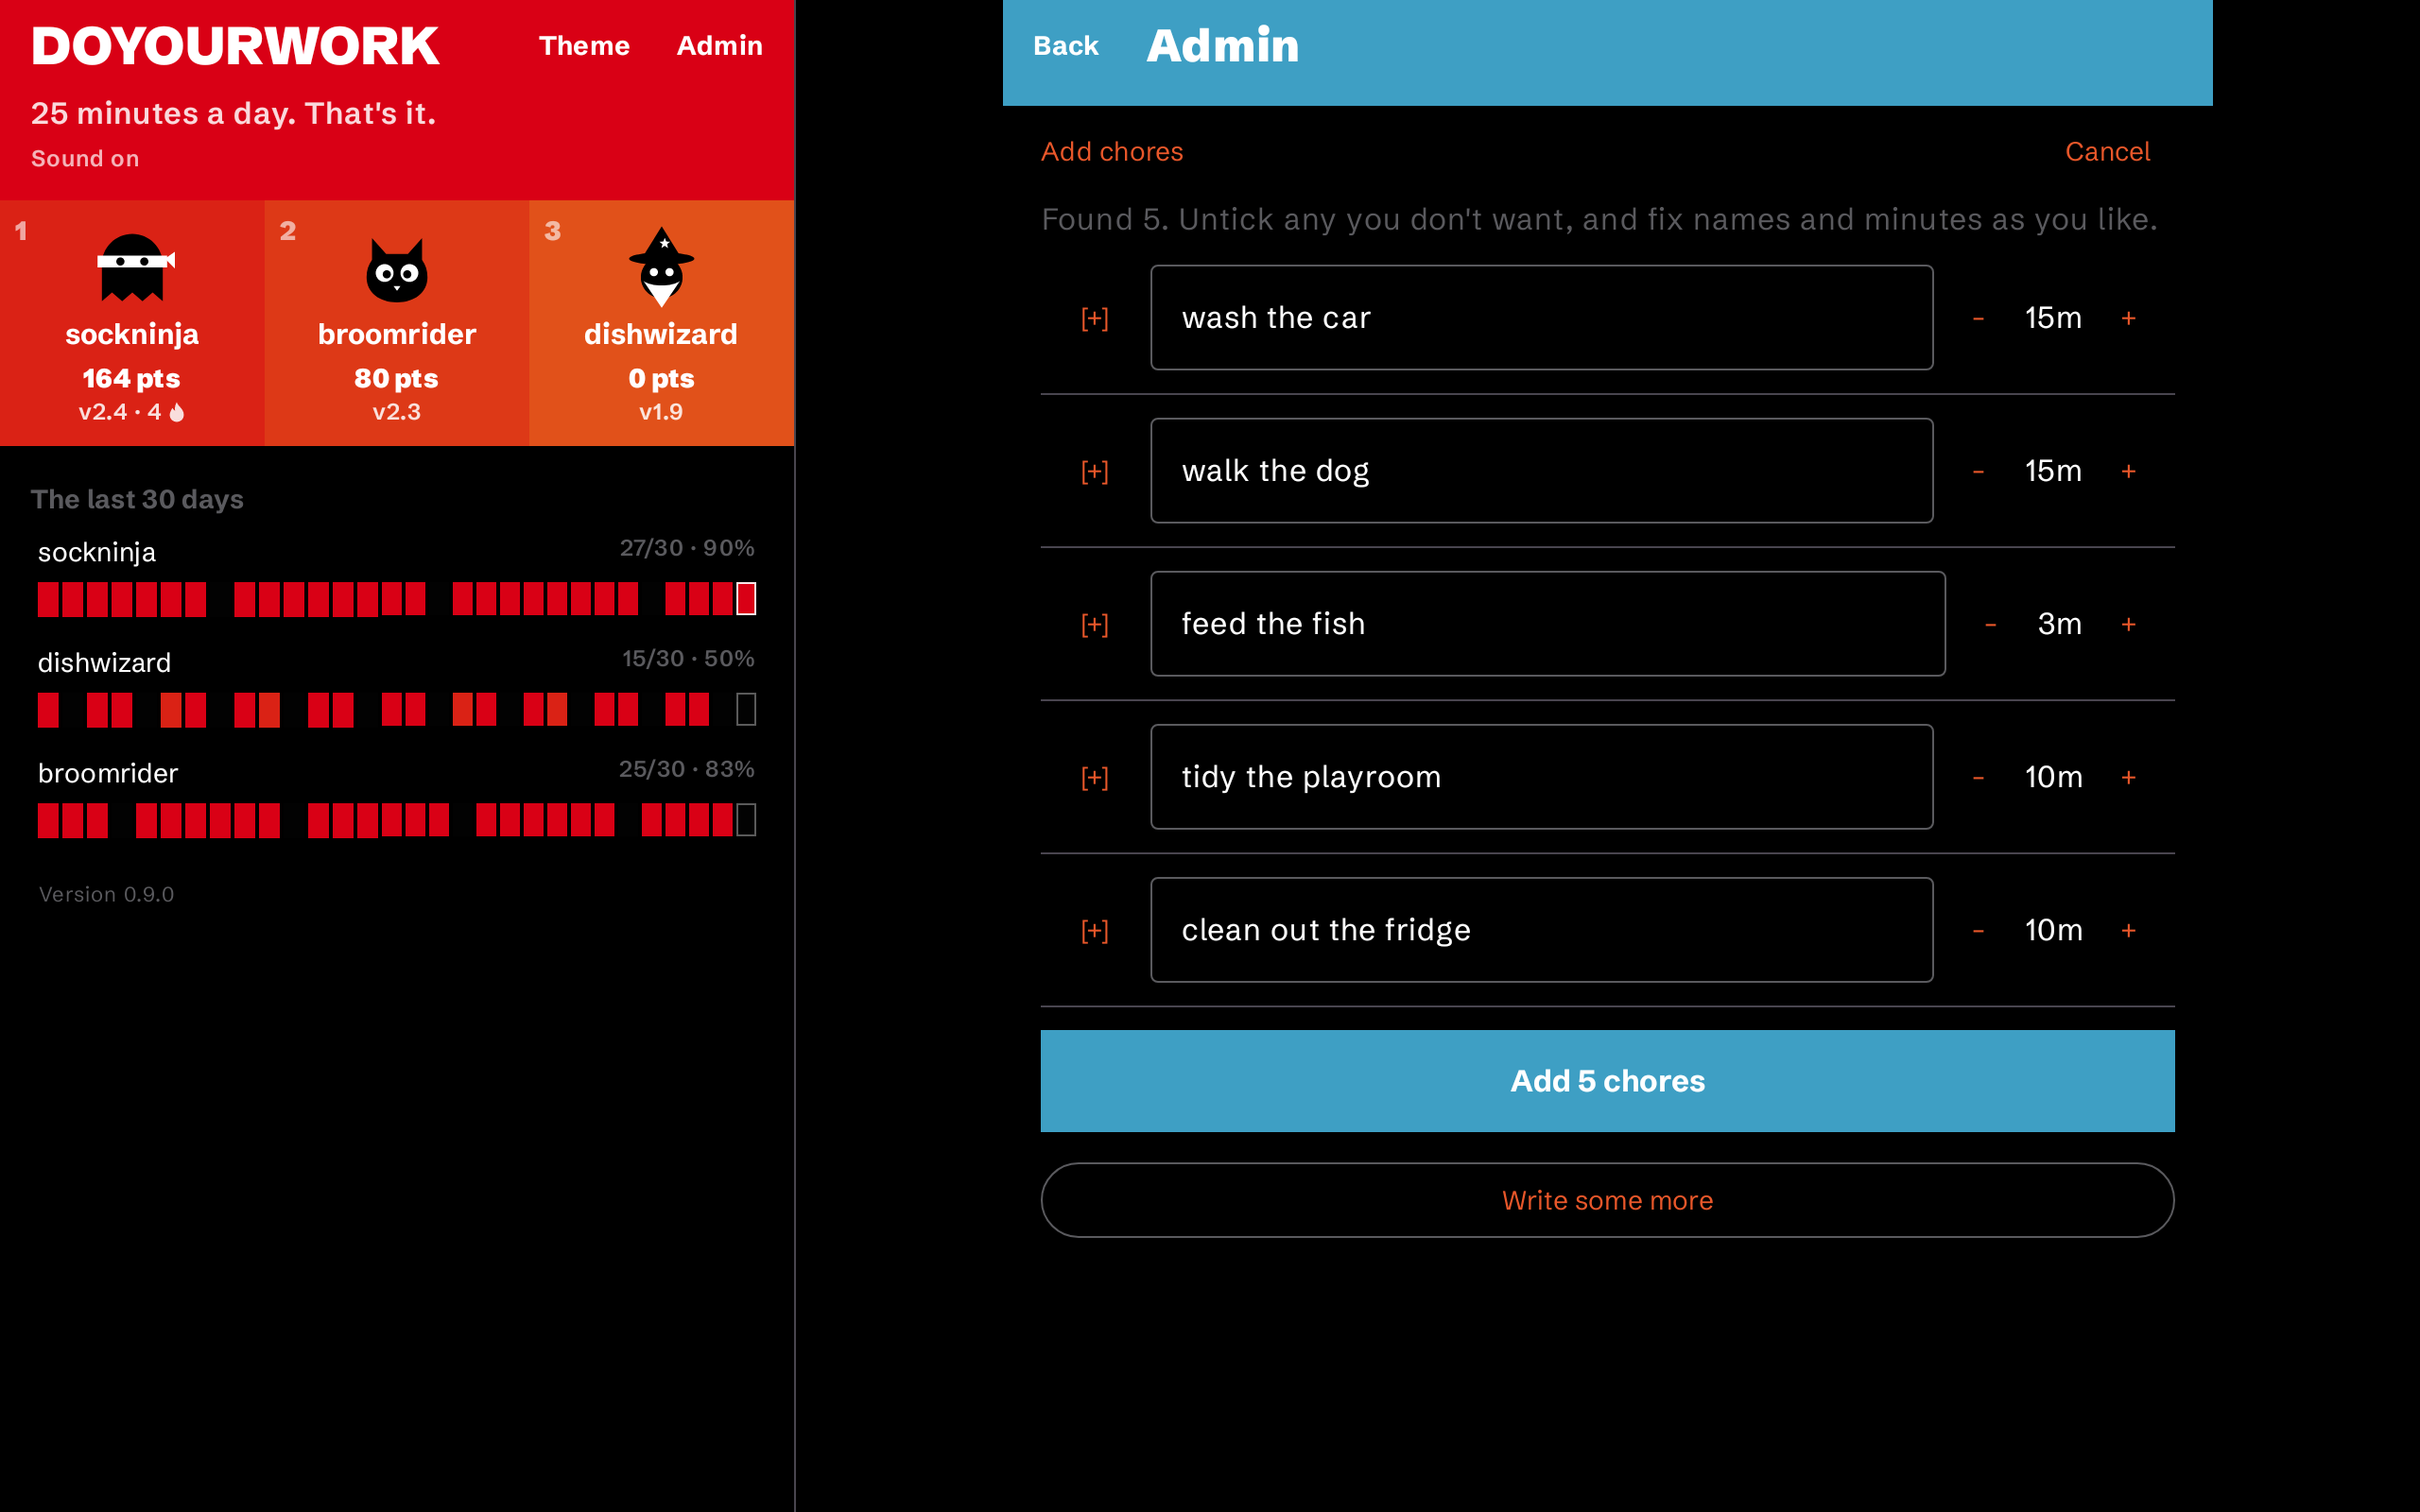 DOYOURWORK
Theme
Admin
25 minutes a day. That's it.
Sound on
1
sockninja
164 pts
v2.4 · 4
2
broomrider
80 pts
v2.3
3
dishwizard
0 pts
v1.9
The last 30 days
sockninja
27/30 · 90%
dishwizard
15/30 · 50%
broomrider
25/30 · 83%
Version 0.9.0
Back
Admin
Add chores
Cancel
Found 5. Untick any you don't want, and fix names and minutes as you like.
[+] wash the car - 15m +
[+] walk the dog - 15m +
[+] feed the fish - 3m +
[+] tidy the playroom - 10m +
[+] clean out the fridge - 10m +
Add 5 chores
Write some more